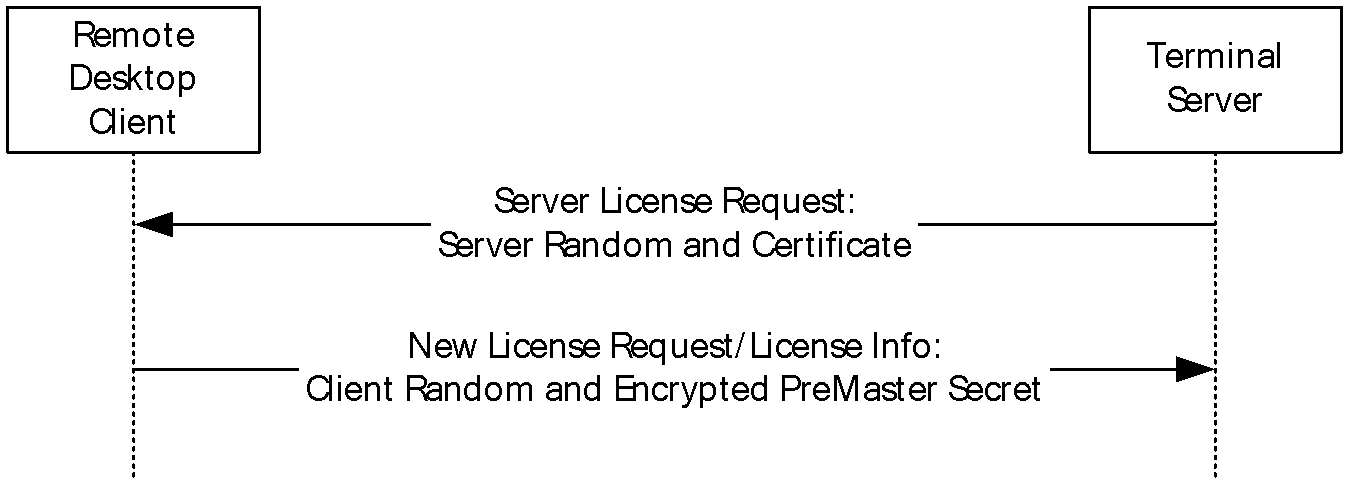 Remote
Desktop
Client
Terminal
Server
Server License Request:
Server Random and Certificate
New License Request/License Info:
Client Random and Encrypted PreMaster Secret